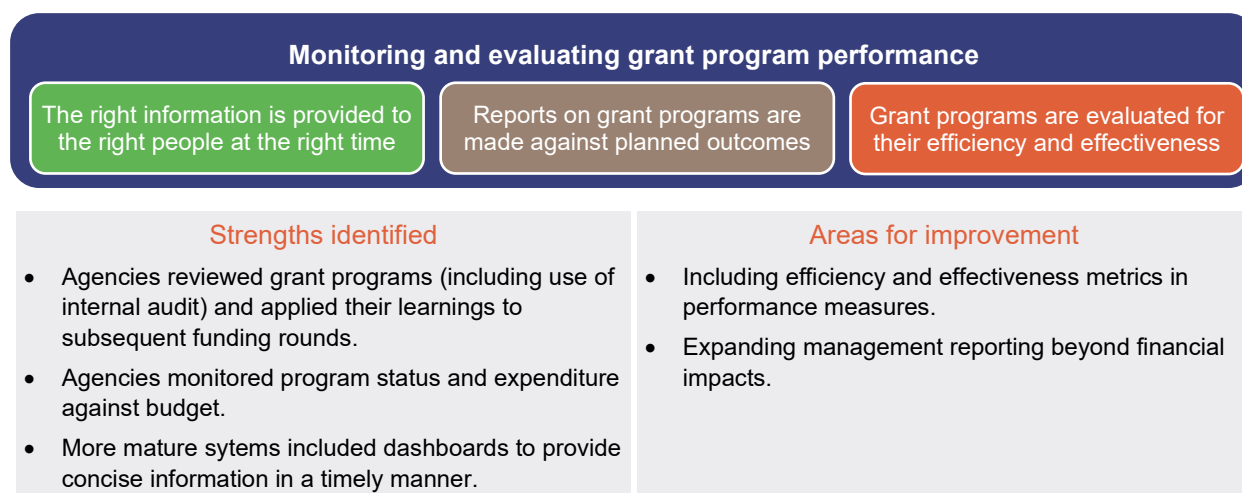 Monitoring and evaluating grant program performance
The right information is provided to
the right people at the right time
Reports on grant programs are
made against planned outcomes
Grant programs are evaluated for
their efficiency and effectiveness
Strengths identified
• Agencies reviewed grant programs (including use of
internal audit) and applied their learnings to
subsequent funding rounds.
• Agencies monitored program status and expenditure
against budget.
• More mature sytems included dashboards to provide
concise information in a timely manner.
Areas for improvement
• Including efficiency and effectiveness metrics in
performance measures.
• Expanding management reporting beyond financial
impacts.